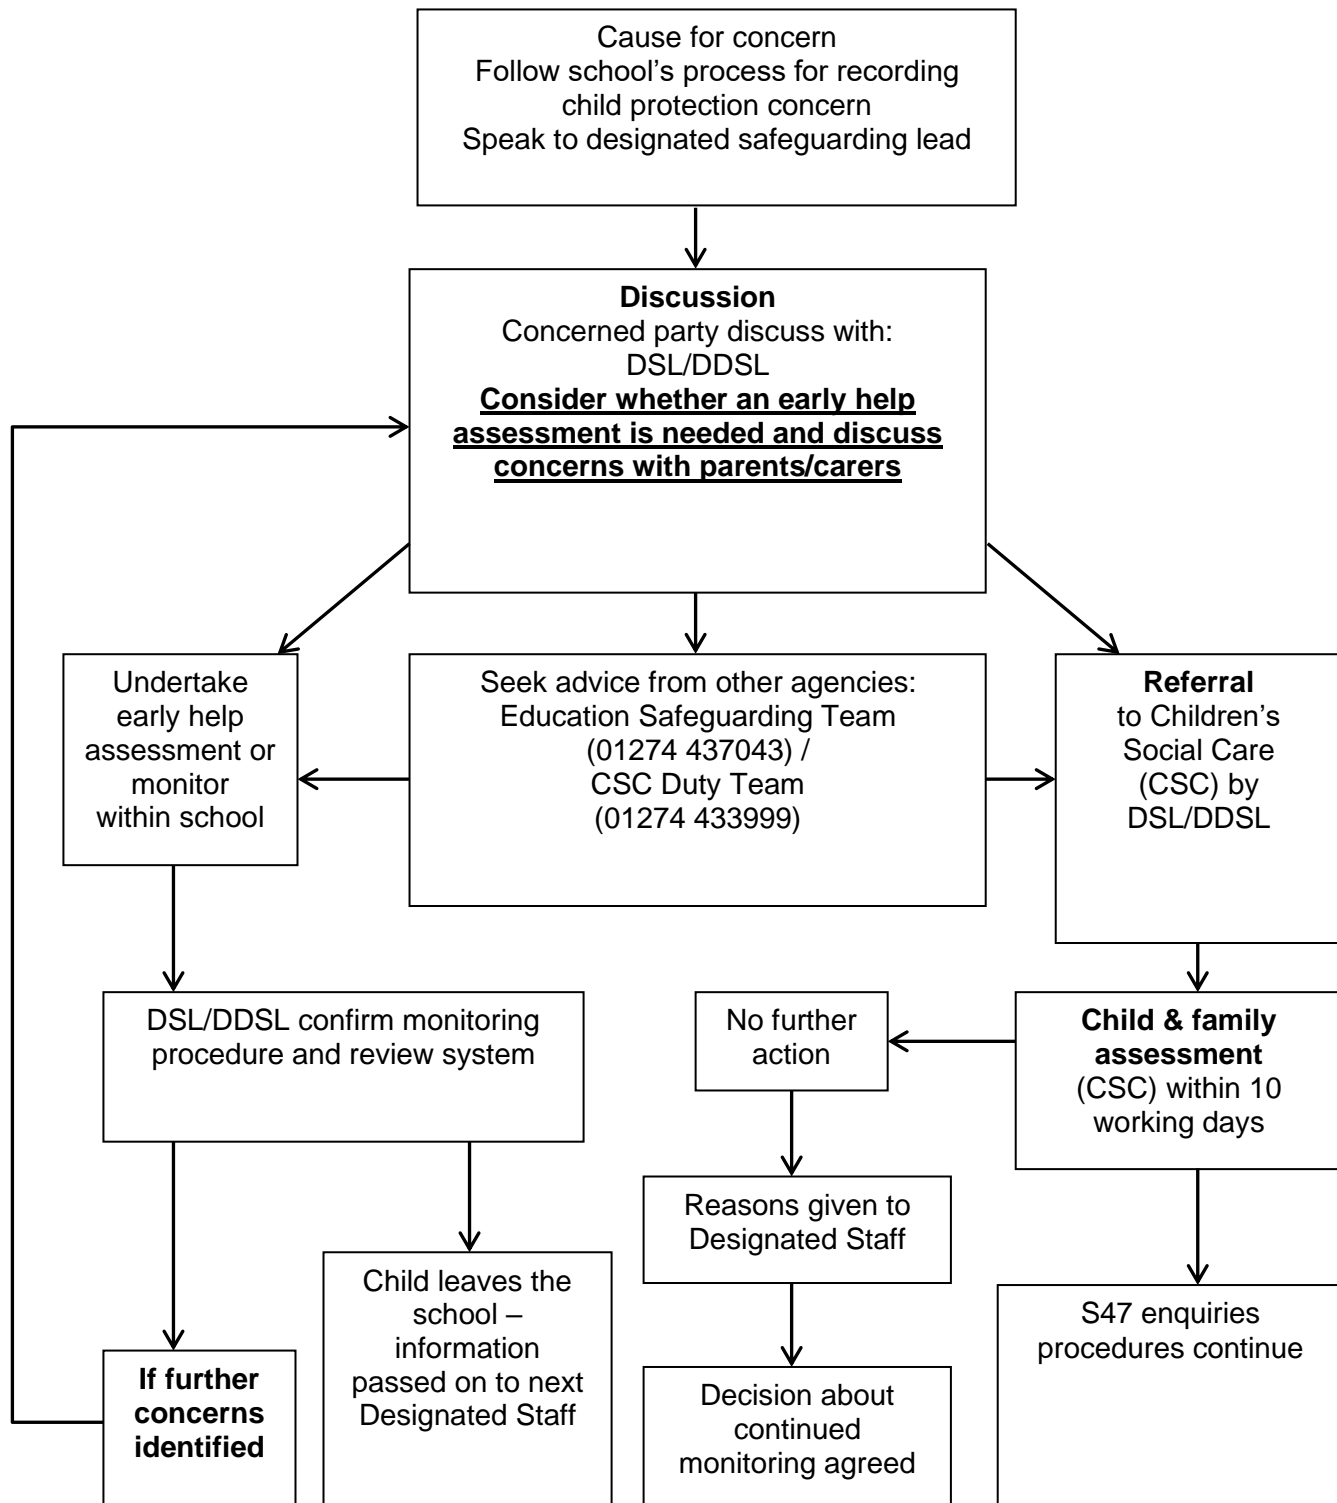 Cause for concern
Follow school’s process for recording
child protection concern
Speak to designated safeguarding lead
Discussion
Concerned party discuss with:
DSL/DDSL
Consider whether an early help
assessment is needed and discuss
concerns with parents/carers
Undertake
early help
assessment or
monitor
within school
Seek advice from other agencies:
Education Safeguarding Team
(01274 437043) /
CSC Duty Team
(01274 433999)
Referral
to Children’s
Social Care
(CSC) by
DSL/DDSL
DSL/DDSL confirm monitoring
procedure and review system
No further
action
Child & family
assessment
(CSC) within 10
working days
Reasons given to
Designated Staff
Child leaves the
school –
information
passed on to next
Designated Staff
S47 enquiries
procedures continue
If further
concerns
identified
Decision about
continued
monitoring agreed